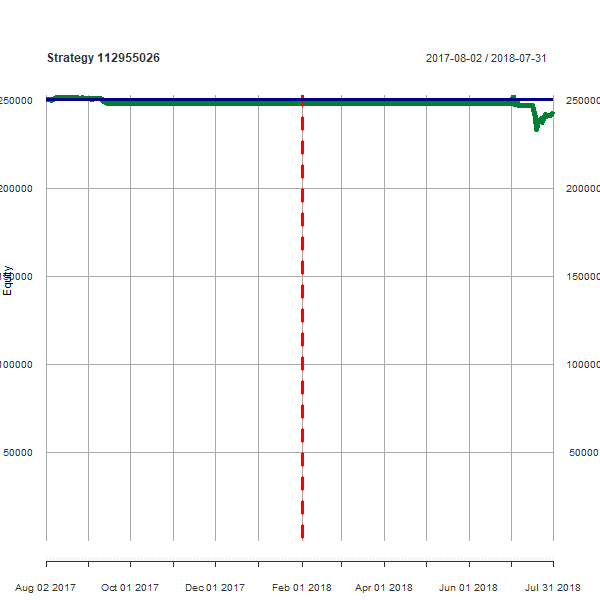 Strategy 112955026
2017-08-02 / 2018-07-31
250000 250000
200000 200000
150000
Equity
100000 100000
50000 50000
Aug 02 2017 Oct 01 2017 Dec 01 2017 Feb 01 2018 Apr 01 2018 Jun 01 2018 Jul 31 2018